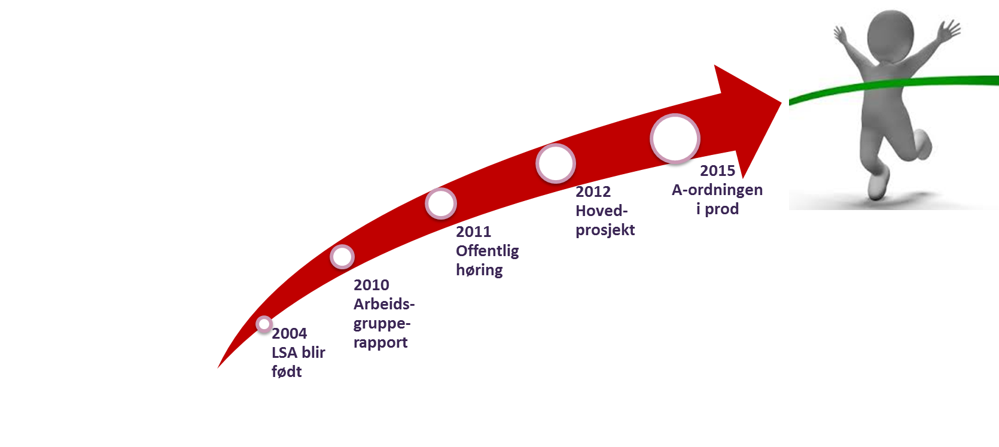 2004
LSA blir
født
2010
Arbeids-
gruppe-
rapport
2011
Offentlig
høring
2012
Hoved-
prosjekt
2015
A-ordningen
i prod